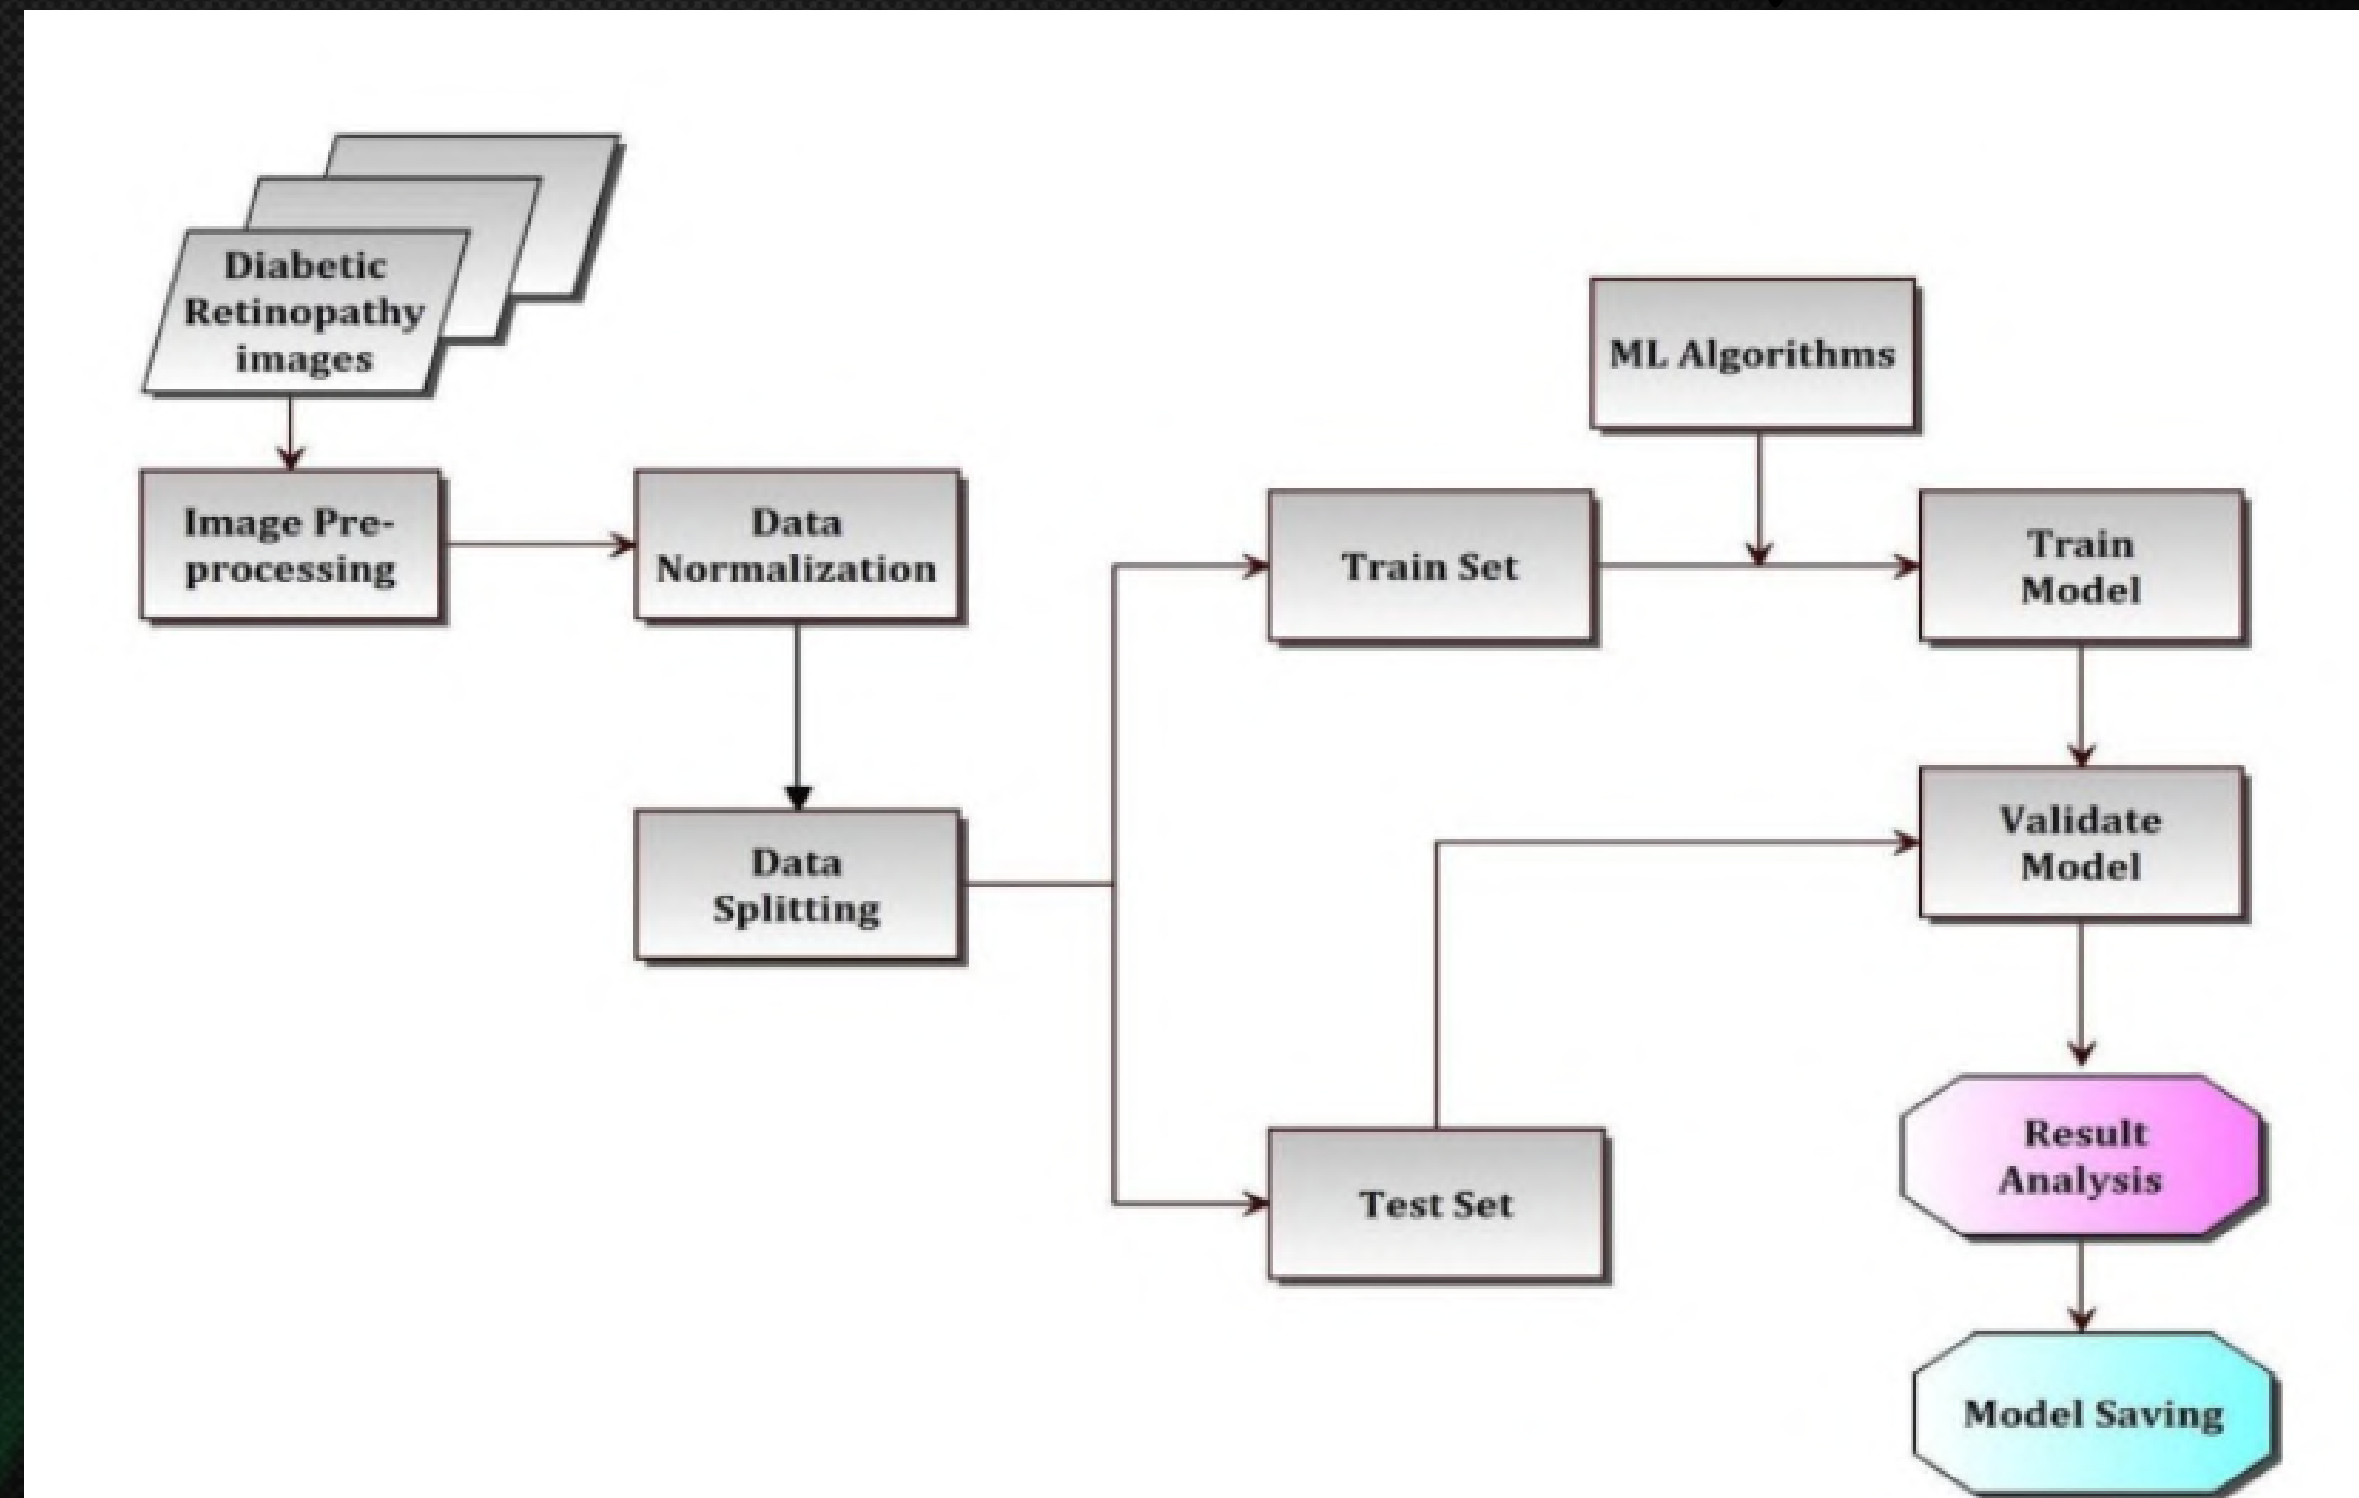 Diabetic
Retinopathy
images
Image Pre-
processing
Data
Normalization
Data
Splitting
ML Algorithms
Train Set
Train
Model
Validate
Model
Test Set
Result
Analysis
Model Saving